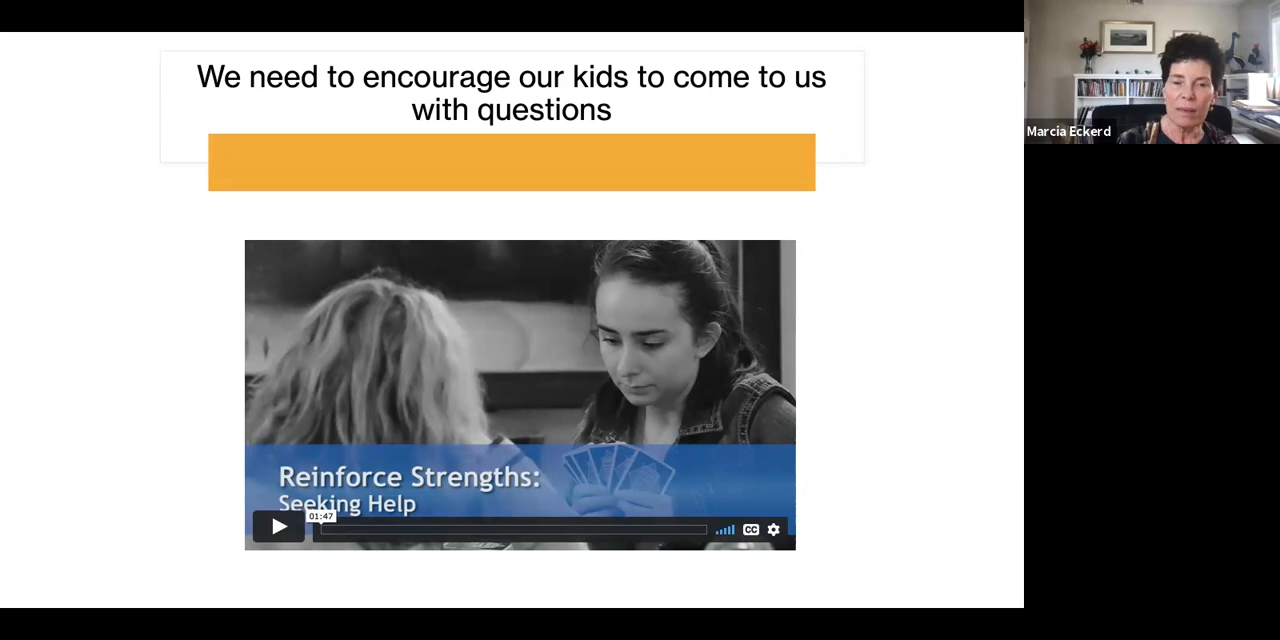 We need to encourage our kids to come to us
with questions
Marcia Eckerd
Reinforce Strengths:
Seeking Help
01:47
CC